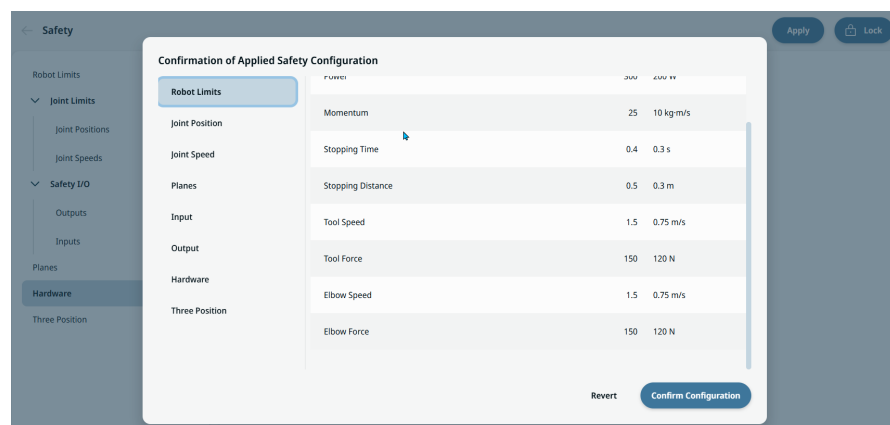 Safety
Apply
Lock
Robot Limits
Joint Limits
Joint Positions
Joint Speeds
Safety I/O
Outputs
Inputs
Planes
Hardware
Three Position
Confirmation of Applied Safety Configuration
Robot Limits
Joint Position
Joint Speed
Planes
Input
Output
Hardware
Three Position
Power 300 200 W
Momentum 25 10 kg·m/s
Stopping Time 0.4 0.3 s
Stopping Distance 0.5 0.3 m
Tool Speed 1.5 0.75 m/s
Tool Force 150 120 N
Elbow Speed 1.5 0.75 m/s
Elbow Force 150 120 N
Revert
Confirm Configuration